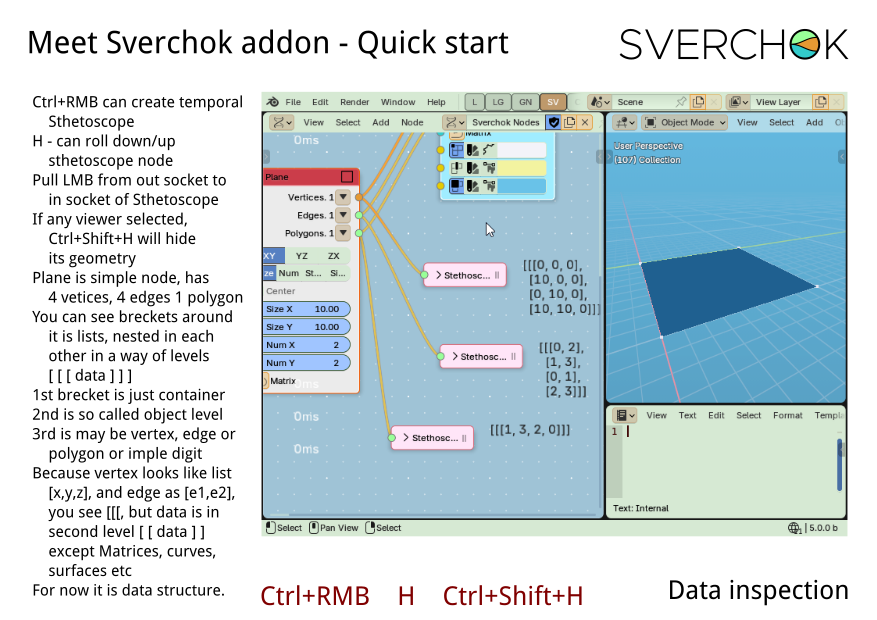 Meet Sverchok addon - Quick start
SVERCHOK
Ctrl+RMB can create temporal
Sthetoscope
H - can roll down/up
sthetoscope node
Pull LMB from out socket to
in socket of Sthetoscope
If any viewer selected,
Ctrl+Shift+H will hide
its geometry
Plane is simple node, has
4 vetices, 4 edges 1 polygon
You can see breckets around
it is lists, nested in each
other in a way of levels
[ [ [ data ] ] ]
1st brecket is just container
2nd is so called object level
3rd is may be vertex, edge or
polygon or imple digit
Because vertex looks like list
[x,y,z], and edge as [e1,e2],
you see [[[, but data is in
second level [ [ data ] ]
except Matrices, curves,
surfaces etc
For now it is data structure.
File Edit Render Window Help L LG GN SV Scene View Layer
View Select Add Node Sverchok Nodes
Object Mode View Select Add
0ms
Matrix
Plane
Vertices. 1
Edges. 1
Polygons. 1
XY YZ ZX
ze Num St... Si...
Center
Size X 10.00
Size Y 10.00
Num X 2
Num Y 2
Matrix
0ms
0ms
Stethosc...
[[[0, 0, 0],
[10, 0, 0],
[0, 10, 0],
[10, 10, 0]]]
Stethosc...
[[[0, 2],
[1, 3],
[0, 1],
[2, 3]]]
Stethosc...
[[[1, 3, 2, 0]]]
User Perspective
(107) Collection
View Text Edit Select Format Templa
1
Text: Internal
Select Pan View Select 5.0.0 b
Ctrl+RMB H Ctrl+Shift+H
Data inspection